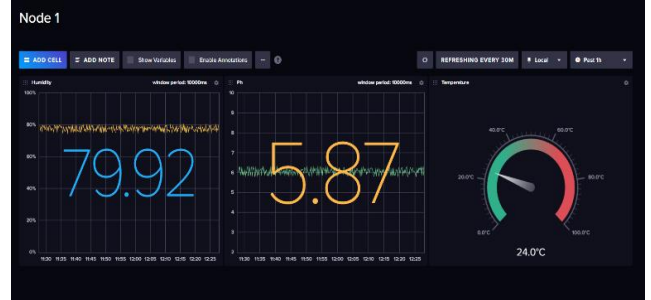 Node 1
ADD CELL ADD NOTE Show Variables Enable Annotations REFRESHING EVERY 30M Local Past 1h
Humidity window period: 10000ms
100%
80%
60%
40%
20%
0%
79.92
11:30 11:35 11:40 11:45 11:50 11:55 12:00 12:05 12:10 12:15 12:20 12:25
Ph window period: 10000ms
10
9
8
7
6
5
4
3
5.87
11:30 11:35 11:40 11:45 11:50 11:55 12:00 12:05 12:10 12:15 12:20 12:25
Temperature
40.0°C 60.0°C
20.0°C 80.0°C
0.0°C 100.0°C
24.0°C